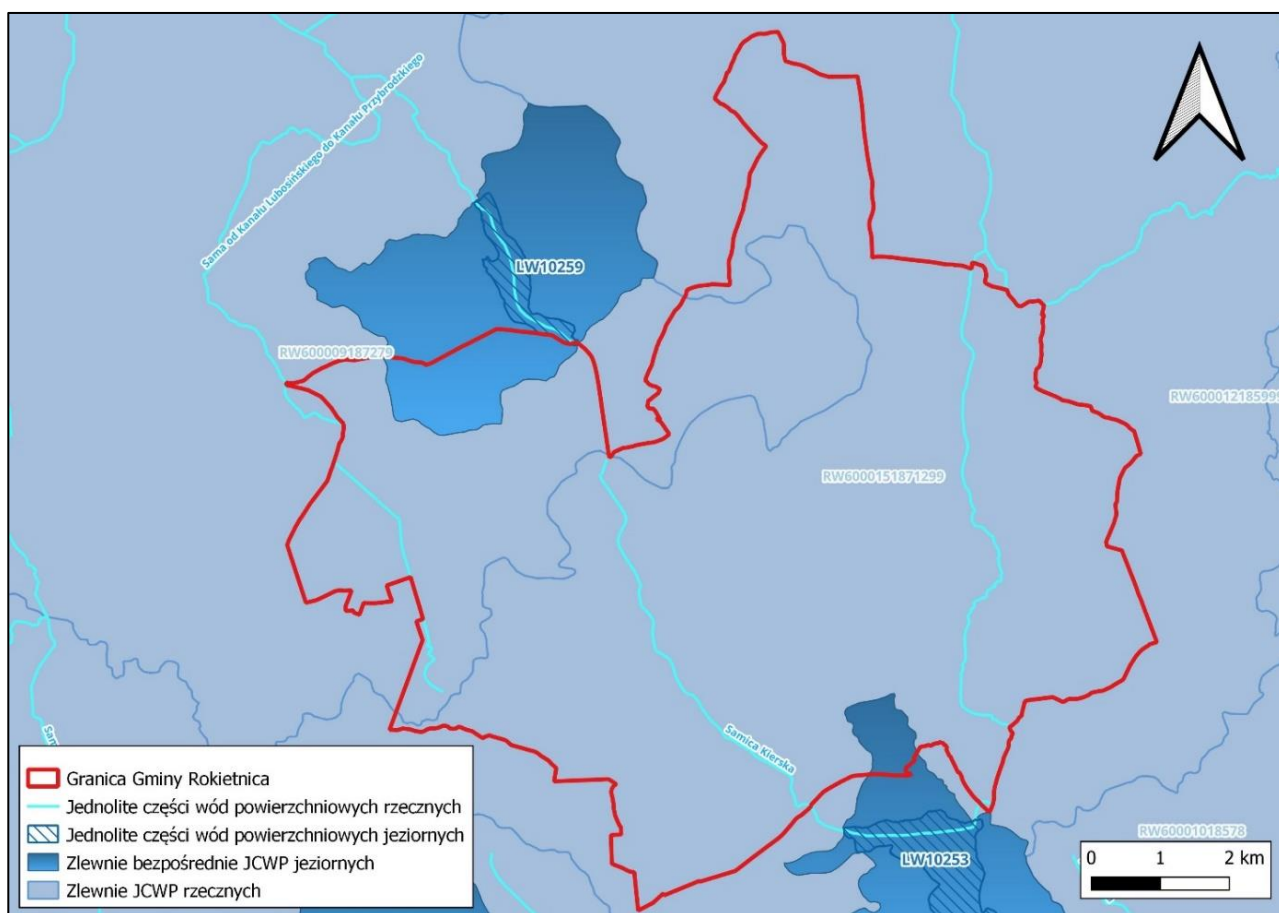 Sama od Kanału Lubosińskiego do Kanału Przybrodzkiego
LW10259
RW600009187279
RW600012185999
RW6000151871299
Samica Kierska
RW60001018578
LW10253
Granica Gminy Rokietnica
Jednolite części wód powierzchniowych rzecznych
Jednolite części wód powierzchniowych jeziornych
Zlewnie bezpośrednie JCWP jeziornych
Zlewnie JCWP rzecznych
0 1 2 km